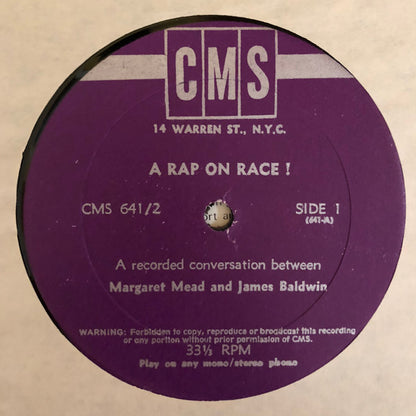 CMS
14 WARREN ST., N.Y.C.
A RAP ON RACE !
CMS 641/2 SIDE 1
(641-A)
A recorded conversation between
Margaret Mead and James Baldwin
WARNING: Forbidden to copy, reproduce or broadcast this recording
or any portion without prior permission of CMS.
33⅓ RPM
Play on any mono/stereo phono